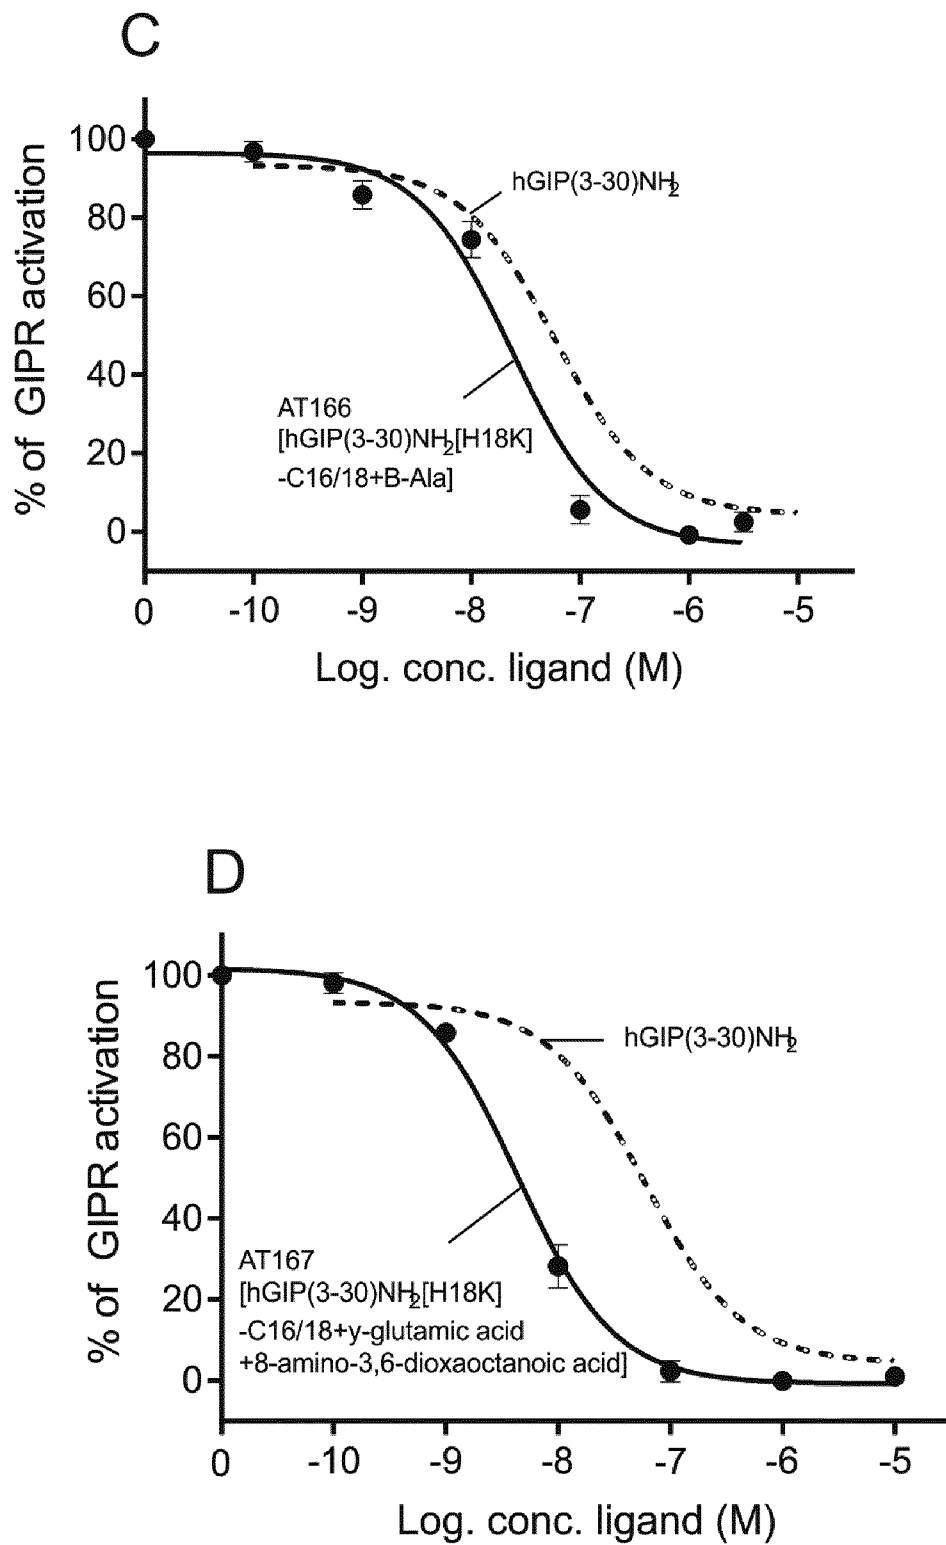 C
% of GIPR activation
100
80
60
40
20
0
hGIP(3-30)NH2
AT166
[hGIP(3-30)NH2[H18K]
-C16/18+B-Ala]
0 -10 -9 -8 -7 -6 -5
Log. conc. ligand (M)
D
% of GIPR activation
100
80
60
40
20
0
hGIP(3-30)NH2
AT167
[hGIP(3-30)NH2[H18K]
-C16/18+y-glutamic acid
+8-amino-3,6-dioxaoctanoic acid]
0 -10 -9 -8 -7 -6 -5
Log. conc. ligand (M)